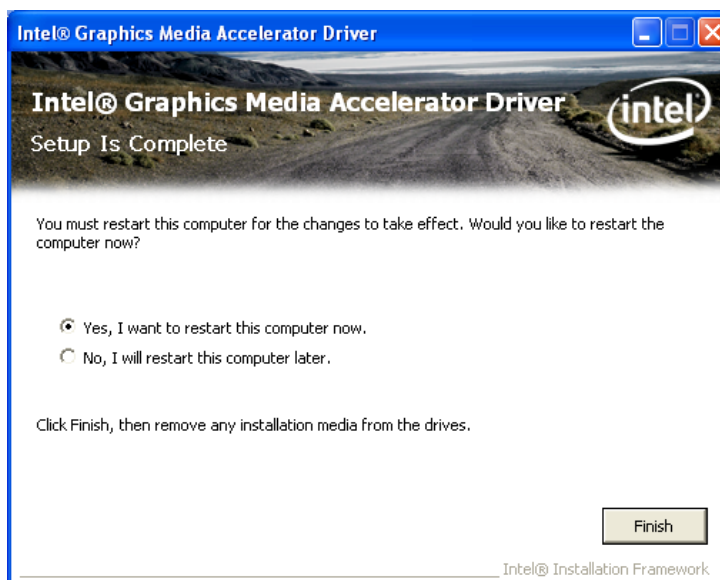 Intel® Graphics Media Accelerator Driver
Intel® Graphics Media Accelerator Driver
intel
Setup Is Complete
You must restart this computer for the changes to take effect. Would you like to restart the
computer now?
Yes, I want to restart this computer now.
No, I will restart this computer later.
Click Finish, then remove any installation media from the drives.
Finish
Intel® Installation Framework